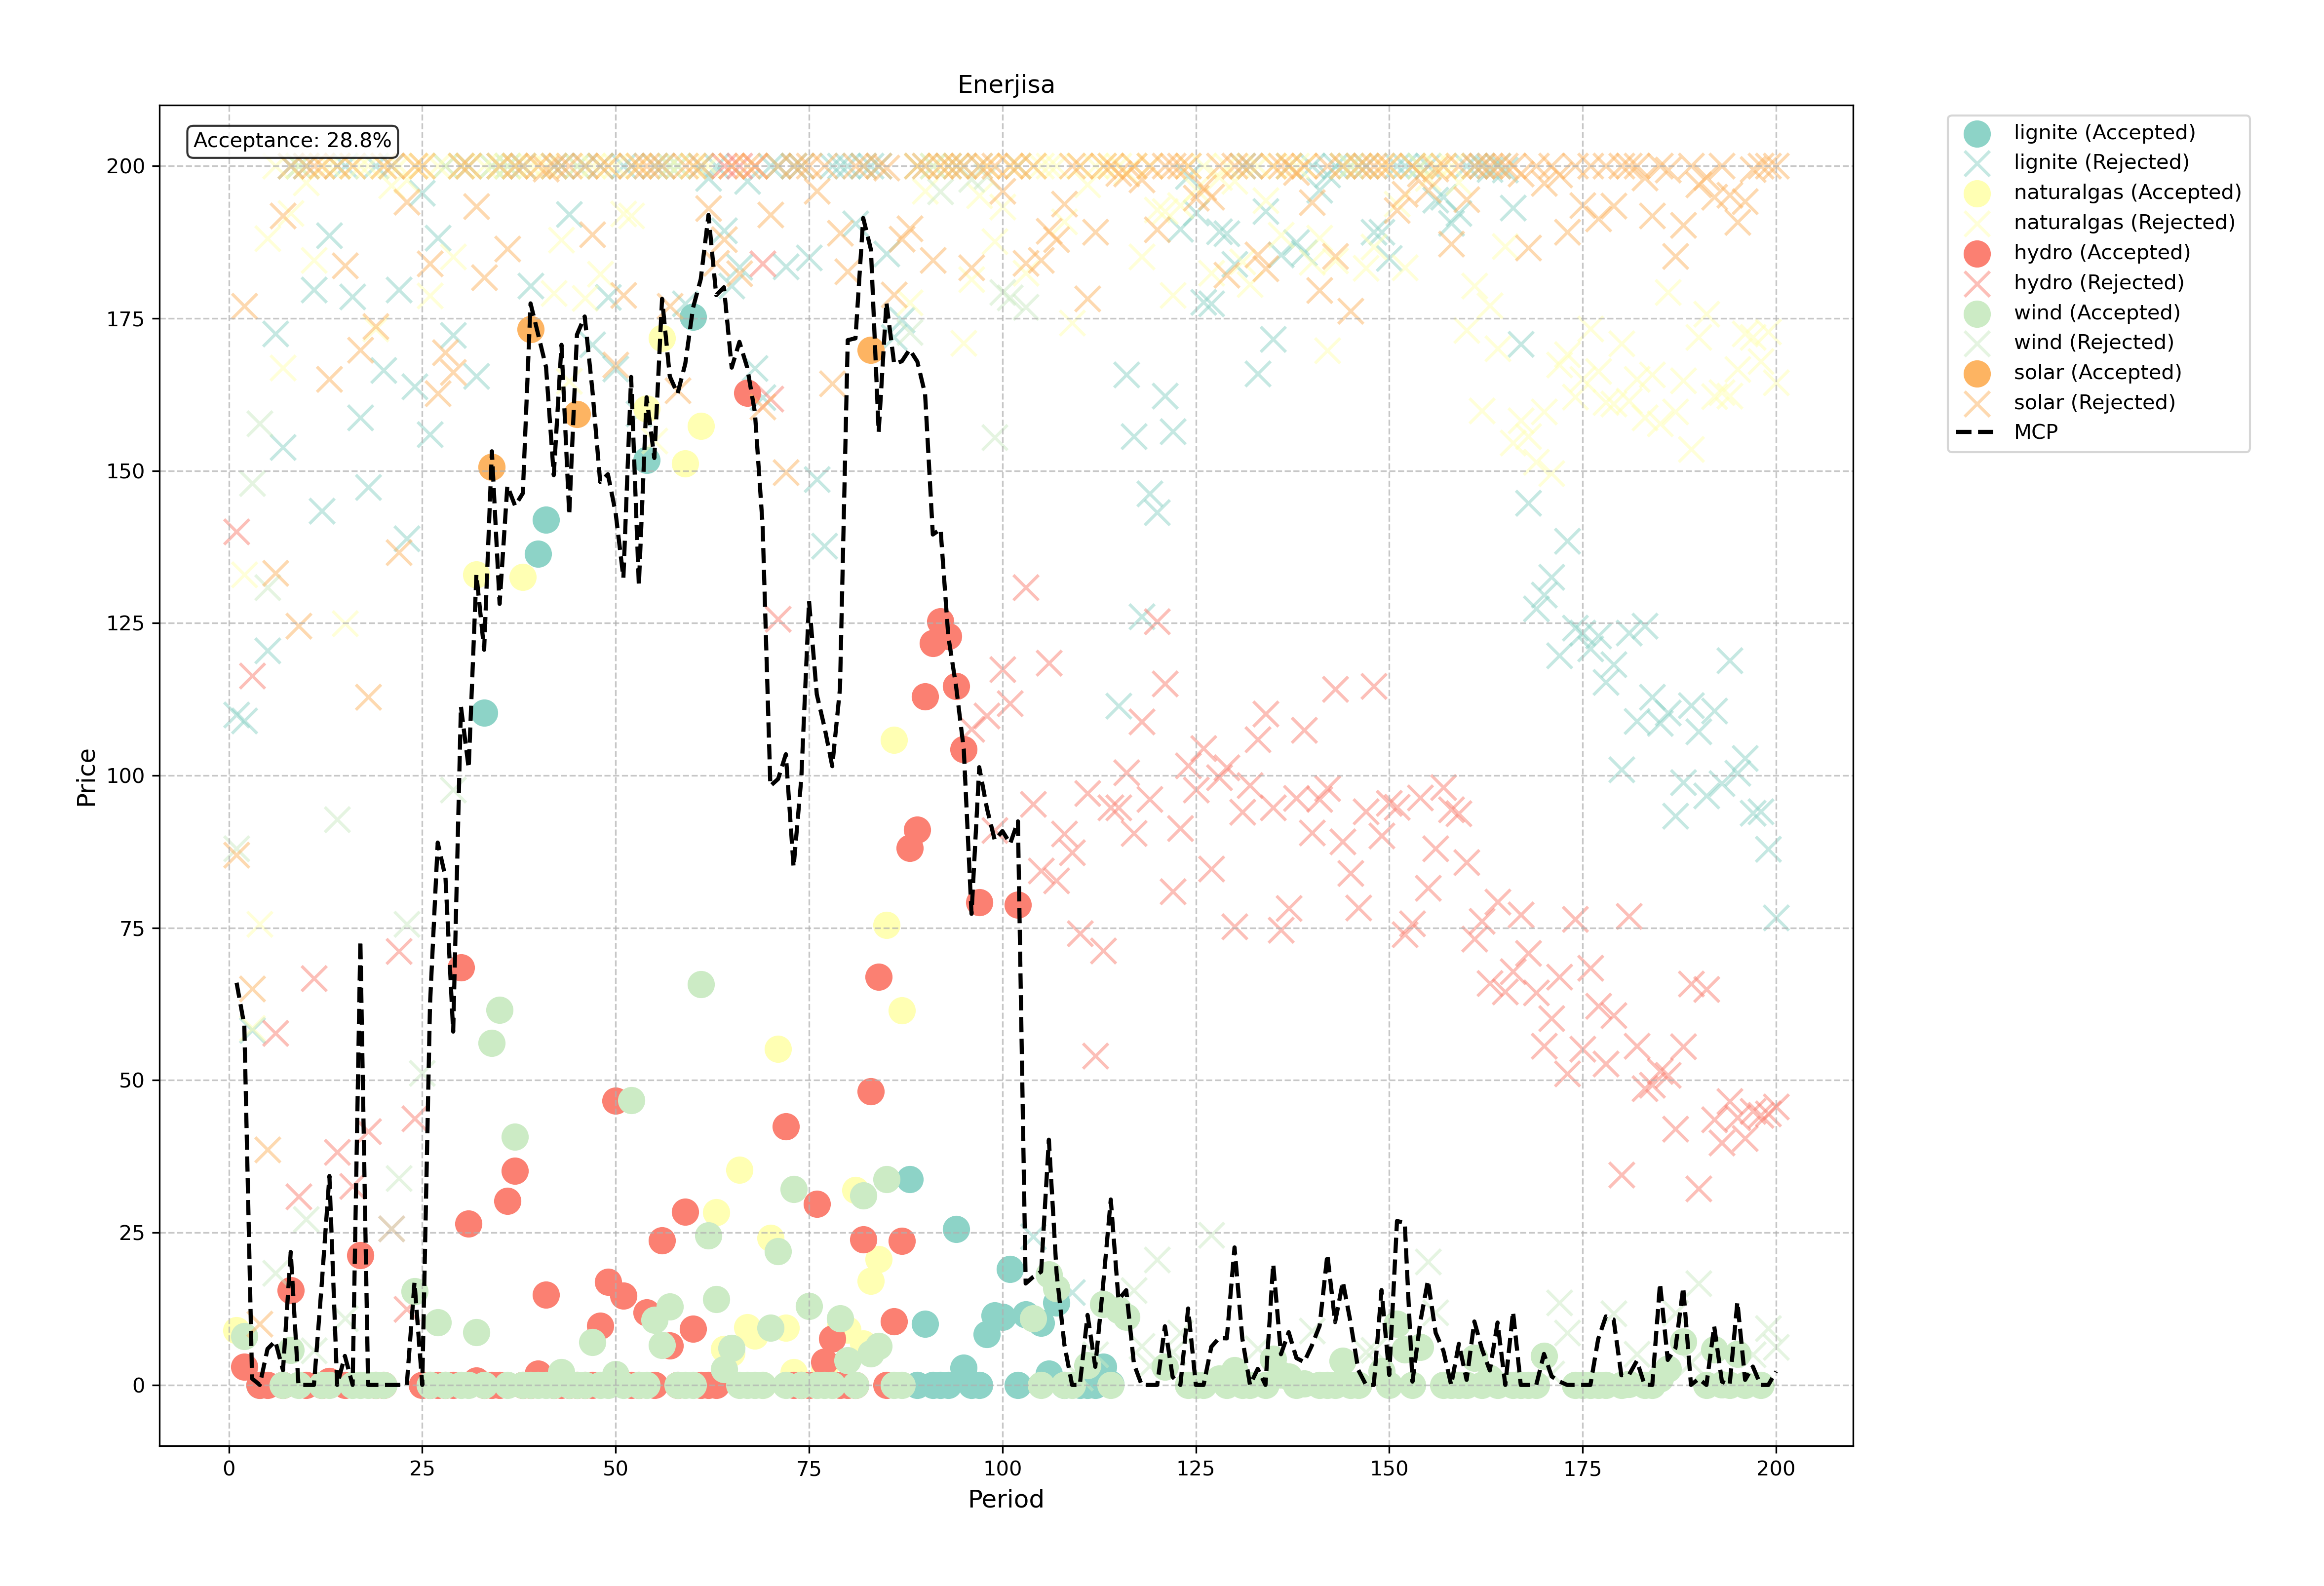 Enerjisa
Acceptance: 28.8%
Price
200
175
150
125
100
75
50
25
0
0 25 50 75 100 125 150 175 200
Period
lignite (Accepted)
lignite (Rejected)
naturalgas (Accepted)
naturalgas (Rejected)
hydro (Accepted)
hydro (Rejected)
wind (Accepted)
wind (Rejected)
solar (Accepted)
solar (Rejected)
MCP